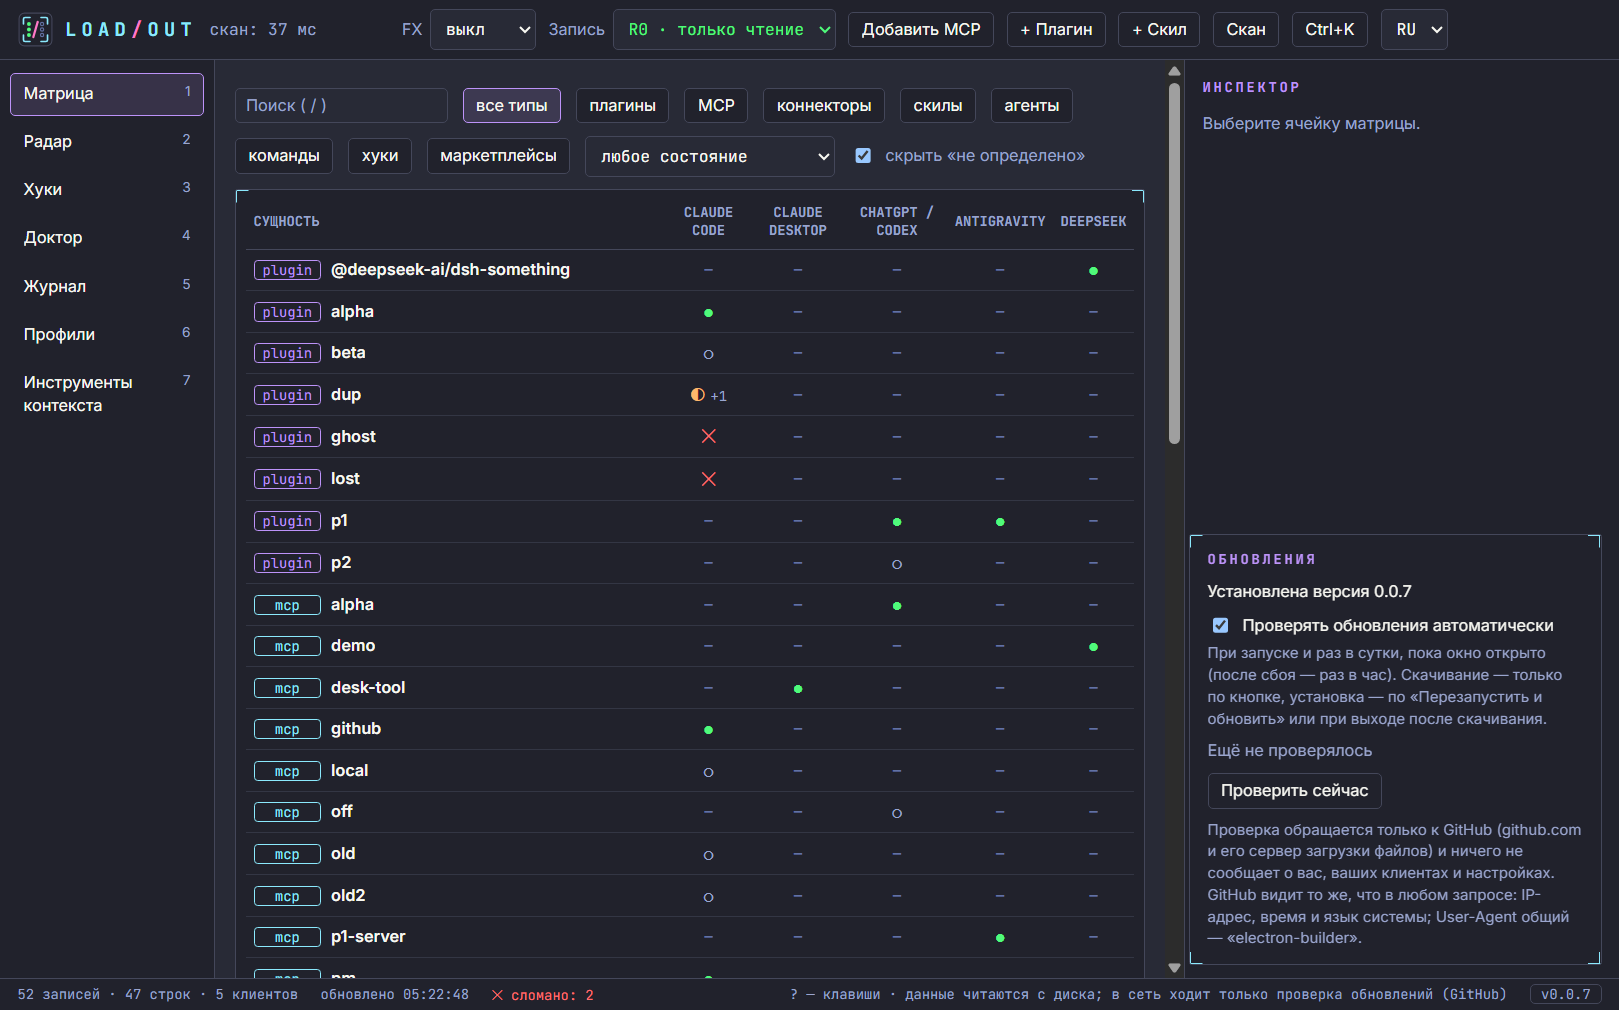 LOAD/OUT скан: 37 мс FX выкл Запись R0 · только чтение Добавить MCP + Плагин + Скил Скан Ctrl+K RU
Матрица 1
Радар 2
Хуки 3
Доктор 4
Журнал 5
Профили 6
Инструменты контекста 7
Поиск ( / ) все типы плагины MCP коннекторы скилы агенты
команды хуки маркетплейсы любое состояние скрыть «не определено»
СУЩНОСТЬ CLAUDE CODE CLAUDE DESKTOP CHATGPT / CODEX ANTIGRAVITY DEEPSEEK
plugin @deepseek-ai/dsh-something – – – – ●
plugin alpha ● – – – –
plugin beta ○ – – – –
plugin dup ◐ +1 – – – –
plugin ghost ✕ – – – –
plugin lost ✕ – – – –
plugin p1 – – ● ● –
plugin p2 – – ○ – –
mcp alpha – – ● – –
mcp demo – – – – ●
mcp desk-tool – ● – – –
mcp github ● – – – –
mcp local ○ – – – –
mcp off – – ○ – –
mcp old ○ – – – –
mcp old2 ○ – – – –
mcp p1-server – – – ● –
ИНСПЕКТОР
Выберите ячейку матрицы.
ОБНОВЛЕНИЯ
Установлена версия 0.0.7
Проверять обновления автоматически
При запуске и раз в сутки, пока окно открыто
(после сбоя — раз в час). Скачивание — только
по кнопке, установка — по «Перезапустить и
обновить» или при выходе после скачивания.
Ещё не проверялось
Проверить сейчас
Проверка обращается только к GitHub (github.com
и его сервер загрузки файлов) и ничего не
сообщает о вас, ваших клиентах и настройках.
GitHub видит то же, что в любом запросе: IP-
адрес, время и язык системы; User-Agent общий
— «electron-builder».
52 записей · 47 строк · 5 клиентов обновлено 05:22:48 ✕ сломано: 2 ? — клавиши · данные читаются с диска; в сеть ходит только проверка обновлений (GitHub) v0.0.7